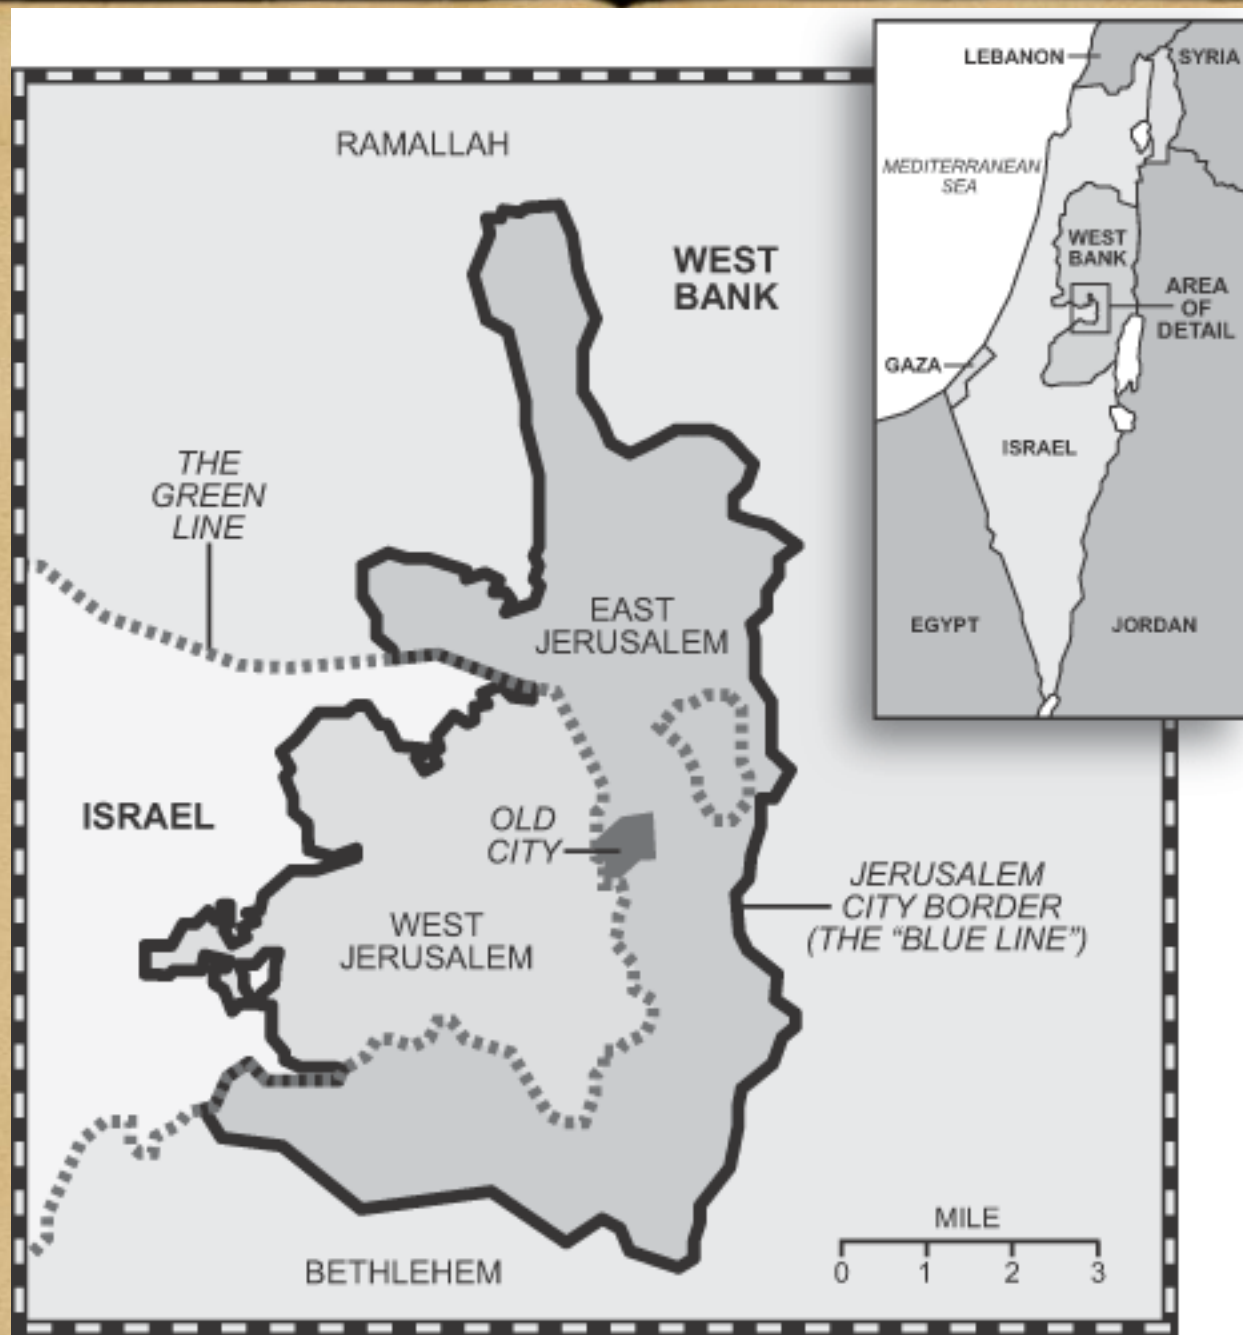 RAMALLAH
WEST
BANK
THE
GREEN
LINE
EAST
JERUSALEM
ISRAEL
OLD
CITY
WEST
JERUSALEM
JERUSALEM
CITY BORDER
(THE "BLUE LINE")
BETHLEHEM
MILE
0 1 2 3
LEBANON
SYRIA
MEDITERRANEAN
SEA
WEST
BANK
AREA
OF
DETAIL
GAZA
ISRAEL
EGYPT
JORDAN